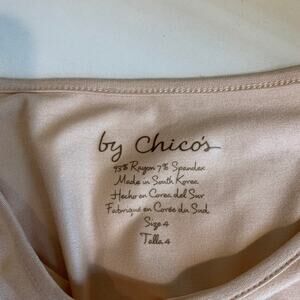 by Chico's
93% Rayon 7% Spandex
Made in South Korea
Hecho en Corea del Sur
Fabriqué en Corée du Sud
Size 4
Talla 4